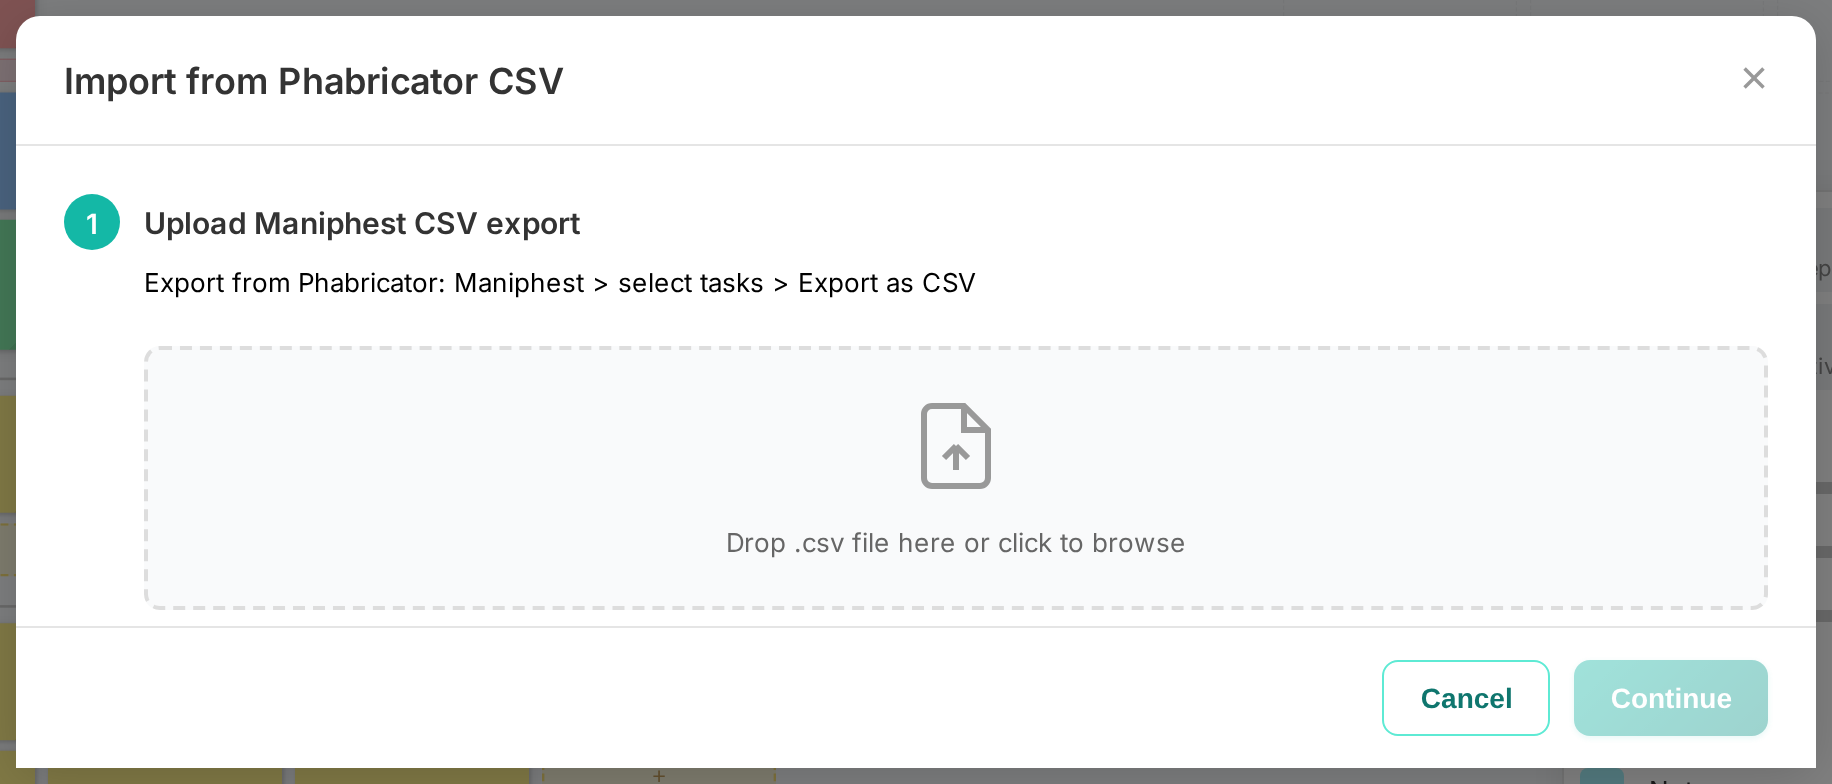 Import from Phabricator CSV
1
Upload Maniphest CSV export
Export from Phabricator: Maniphest > select tasks > Export as CSV
Drop .csv file here or click to browse
Cancel
Continue
+